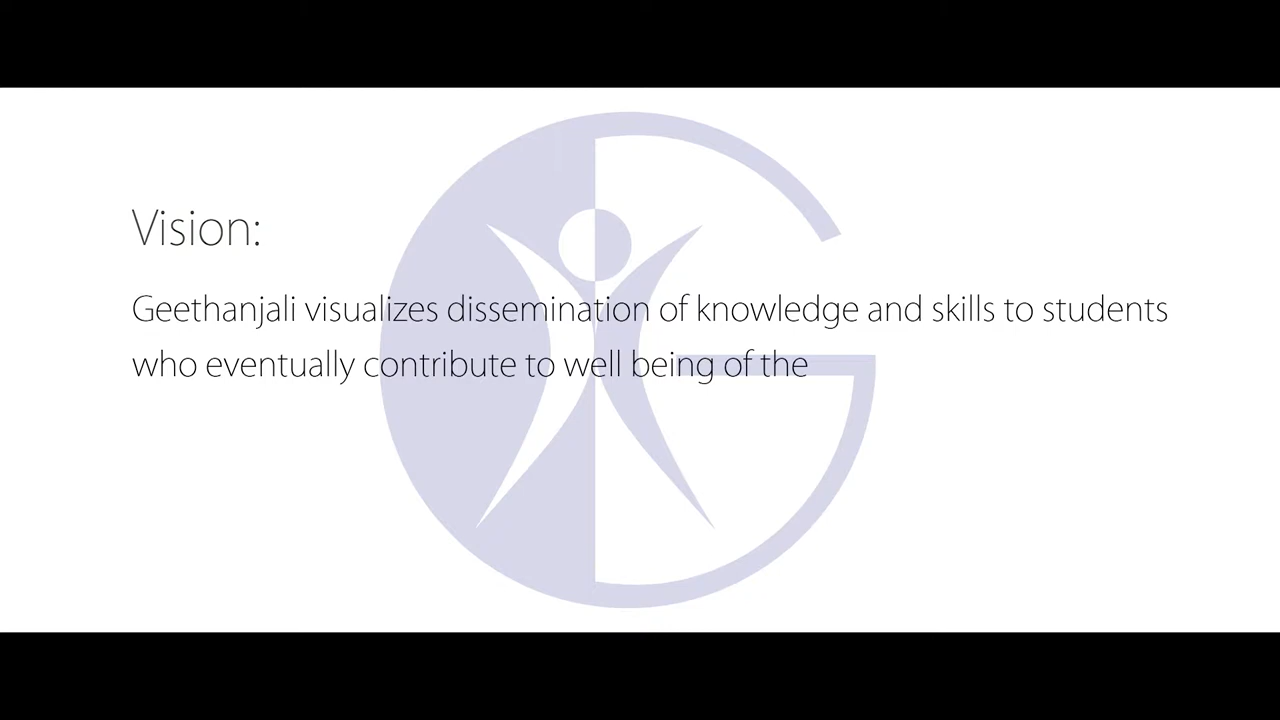 Vision:
Geethanjali visualizes dissemination of knowledge and skills to students
who eventually contribute to well being of the